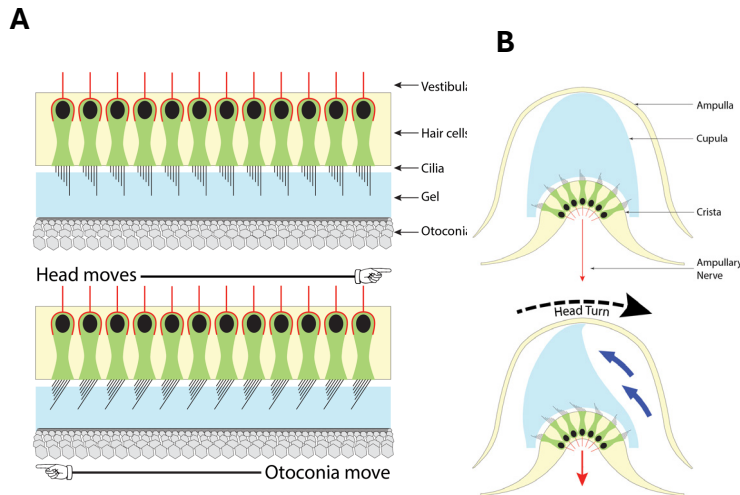 A
Vestibula
Hair cells
Cilia
Gel
Otoconia
Head moves
Otoconia move
B
Ampulla
Cupula
Crista
Ampullary
Nerve
Head Turn